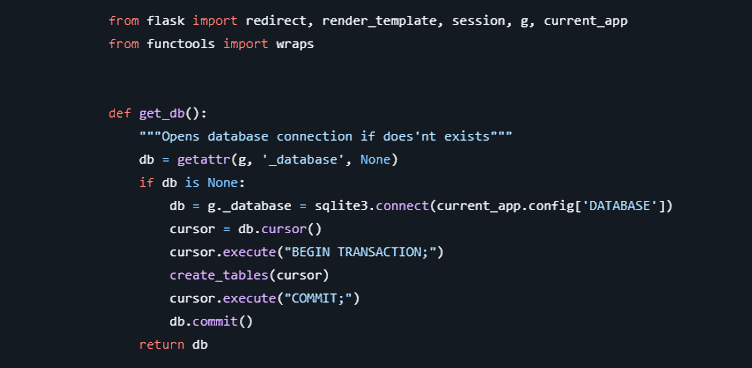 from flask import redirect, render_template, session, g, current_app
from functools import wraps
def get_db():
"""Opens database connection if does'nt exists"""
db = getattr(g, '_database', None)
if db is None:
db = g._database = sqlite3.connect(current_app.config['DATABASE'])
cursor = db.cursor()
cursor.execute("BEGIN TRANSACTION;")
create_tables(cursor)
cursor.execute("COMMIT;")
db.commit()
return db